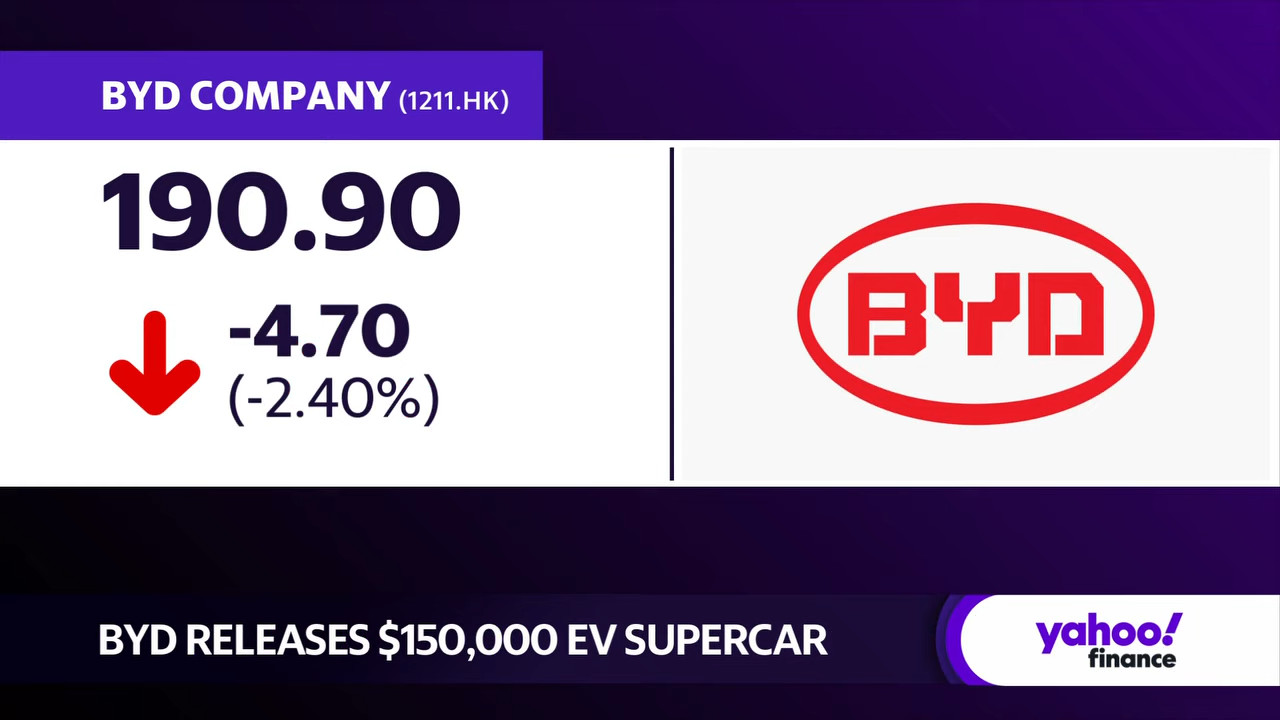 BYD COMPANY (1211.HK)
190.90
-4.70
(-2.40%)
BYD
BYD RELEASES $150,000 EV SUPERCAR
yahoo!
finance